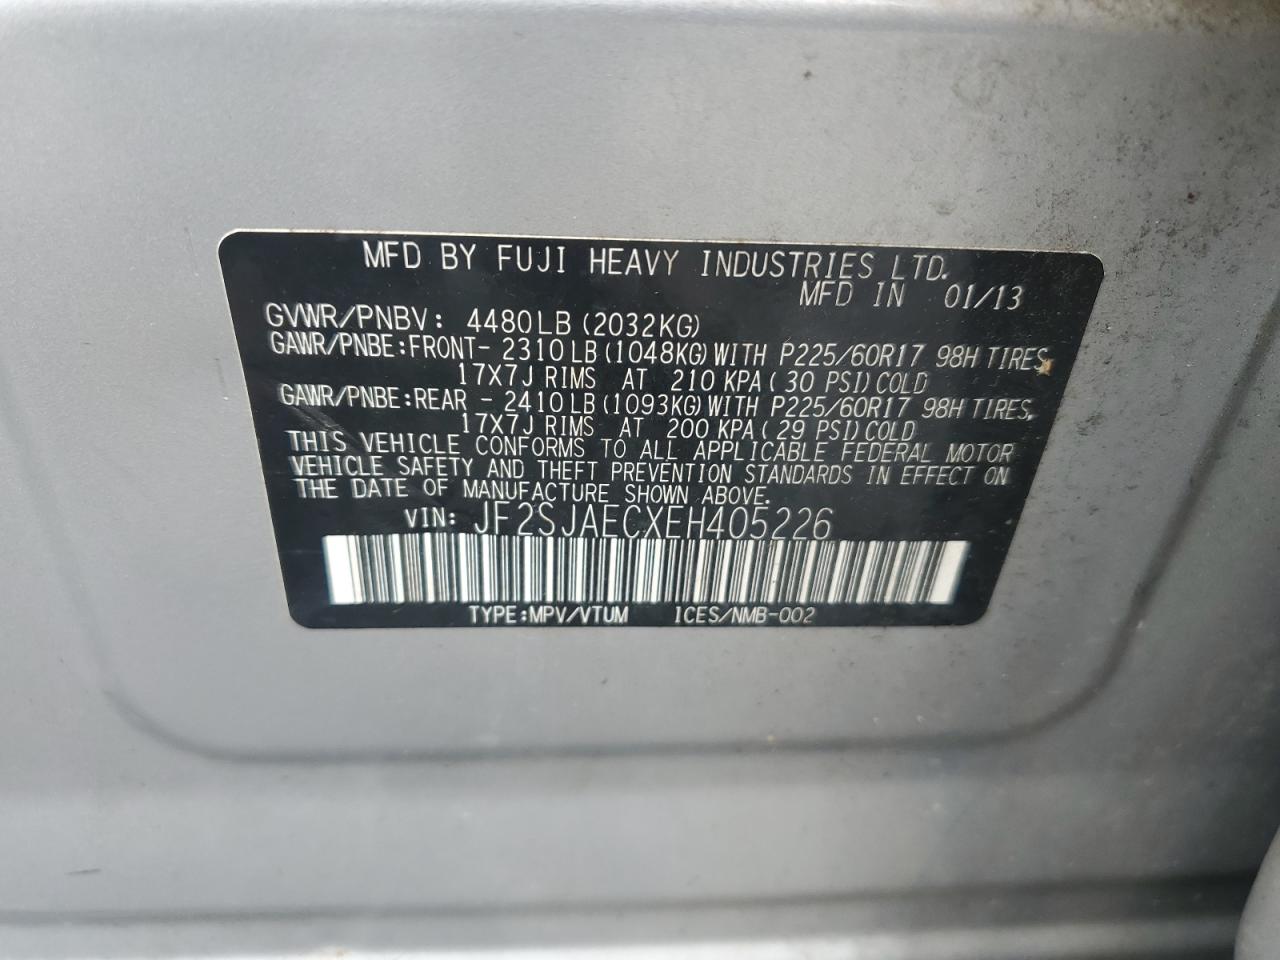 MFD BY FUJI HEAVY INDUSTRIES LTD.
MFD IN 01/13
GVWR/PNBV: 4480LB (2032KG)
GAWR/PNBE:FRONT- 2310LB (1048KG) WITH P225/60R17 98H TIRES,
17X7J RIMS AT 210 KPA (30 PSI) COLD
GAWR/PNBE:REAR - 2410LB (1093KG) WITH P225/60R17 98H TIRES,
17X7J RIMS AT 200 KPA (29 PSI) COLD
THIS VEHICLE CONFORMS TO ALL APPLICABLE FEDERAL MOTOR
VEHICLE SAFETY AND THEFT PREVENTION STANDARDS IN EFFECT ON
THE DATE OF MANUFACTURE SHOWN ABOVE.
VIN: JF2SJAECXEH405226
TYPE:MPV/VTUM ICES/NMB-002